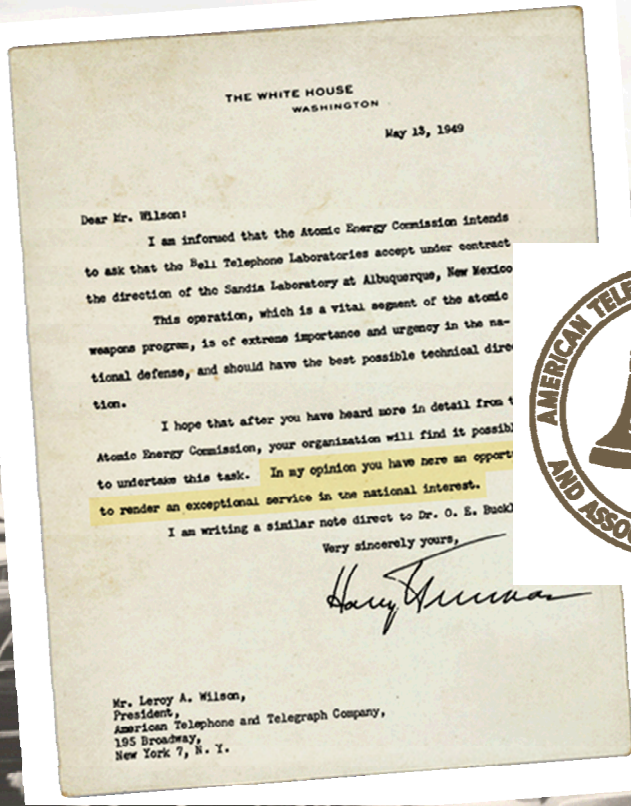 THE WHITE HOUSE
WASHINGTON
May 13, 1949
Dear Mr. Wilson:
I am informed that the Atomic Energy Commission intends
to ask that the Bell Telephone Laboratories accept under contract
the direction of the Sandia Laboratory at Albuquerque, New Mexico
This operation, which is a vital segment of the atomic
weapons program, is of extreme importance and urgency in the na-
tional defense, and should have the best possible technical direc
tion.
I hope that after you have heard more in detail from t
Atomic Energy Commission, your organization will find it possibl
to undertake this task. In my opinion you have here an opportu
to render an exceptional service in the national interest.
I am writing a similar note direct to Dr. O. E. Buckl
Very sincerely yours,
Harry Truman
Mr. Leroy A. Wilson,
President,
American Telephone and Telegraph Company,
195 Broadway,
New York 7, N. Y.
AMERICAN TELE
AND ASSOC